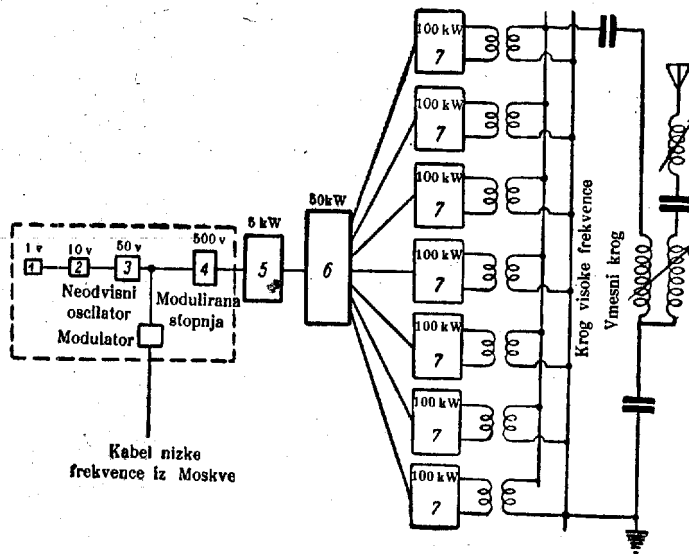 1 v
10 v
50 v
500 v
5 kW
50kW
1
2
3
4
5
6
Neodvisni
oscilator
Modulirana
stopnja
Modulator
Kabel nizke
frekvence iz Moskve
100 kW
7
100 kW
7
100 kW
7
100 kW
7
100 kW
7
100 kW
7
100 kW
7
Krog visoke frekvence
Vmesni krog